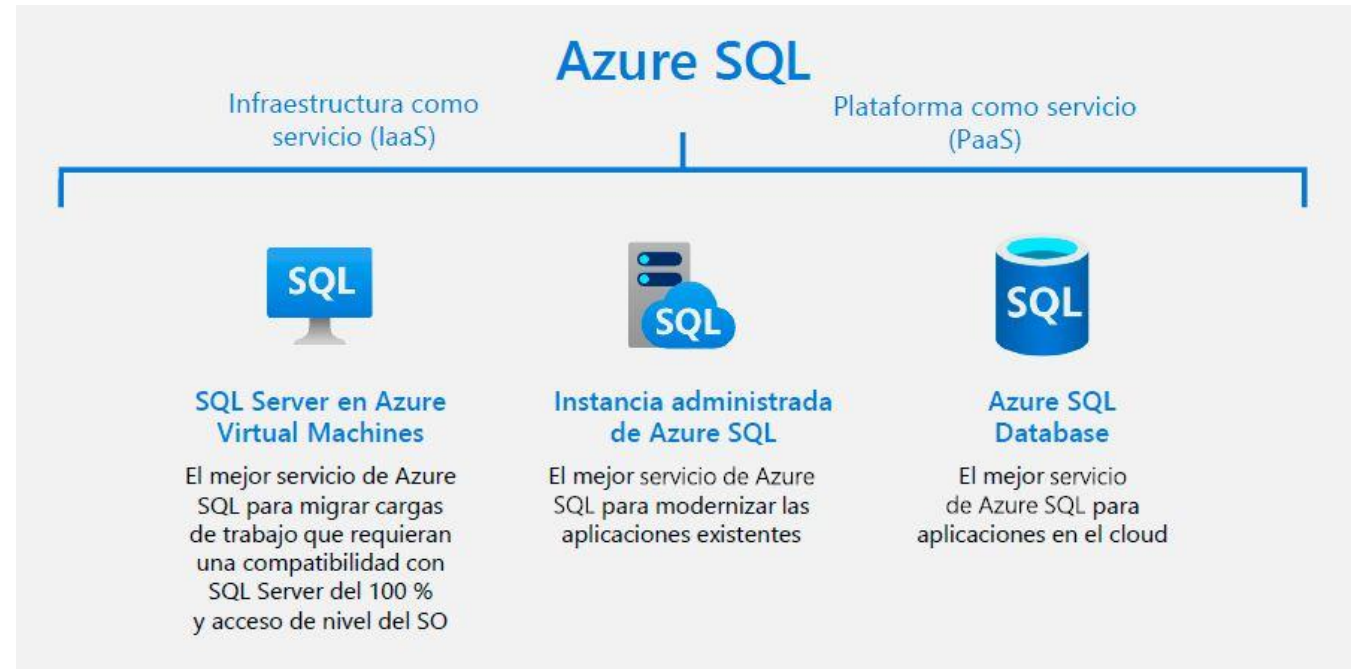 Azure SQL
Infraestructura como
servicio (IaaS)
Plataforma como servicio
(PaaS)
SQL
SQL
SQL
SQL Server en Azure
Virtual Machines
El mejor servicio de Azure
SQL para migrar cargas
de trabajo que requieran
una compatibilidad con
SQL Server del 100 %
y acceso de nivel del SO
Instancia administrada
de Azure SQL
El mejor servicio de Azure
SQL para modernizar las
aplicaciones existentes
Azure SQL
Database
El mejor servicio
de Azure SQL para
aplicaciones en el cloud